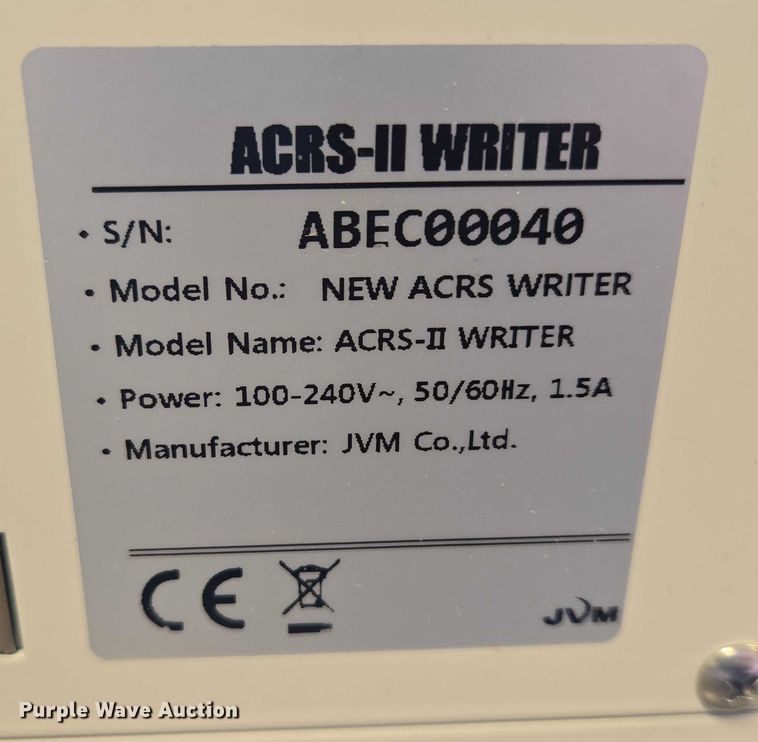 ACRS-II WRITER
• S/N: ABEC00040
• Model No.: NEW ACRS WRITER
• Model Name: ACRS-II WRITER
• Power: 100-240V~, 50/60Hz, 1.5A
• Manufacturer: JVM Co.,Ltd.
CE
JVM
Purple Wave Auction